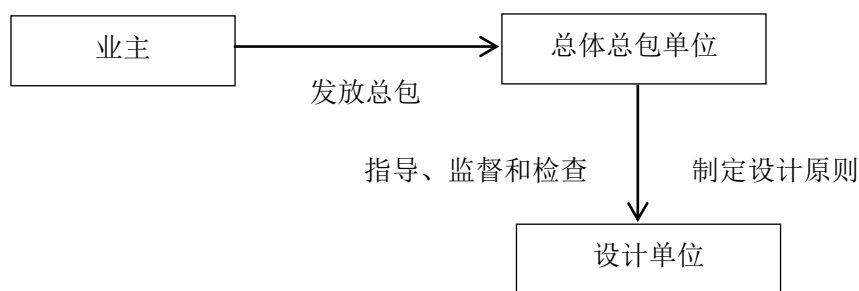 业主
总体总包单位
发放总包
指导、监督和检查
制定设计原则
设计单位